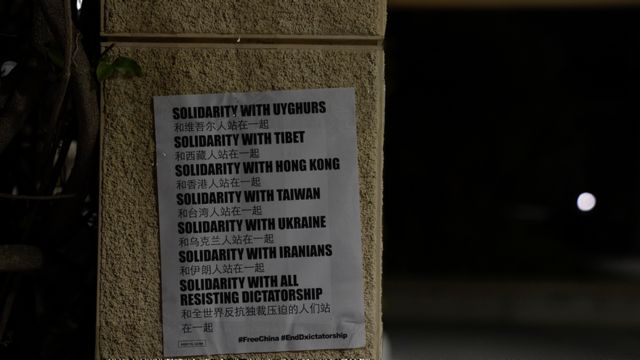 SOLIDARITY WITH UYGHURS
和维吾尔人站在一起
SOLIDARITY WITH TIBET
和西藏人站在一起
SOLIDARITY WITH HONG KONG
和香港人站在一起
SOLIDARITY WITH TAIWAN
和台湾人站在一起
SOLIDARITY WITH UKRAINE
和乌克兰人站在一起
SOLIDARITY WITH IRANIANS
和伊朗人站在一起
SOLIDARITY WITH ALL
RESISTING DICTATORSHIP
和全世界反抗独裁压迫的人们站
在一起
#FreeChina #EndDxictatorship